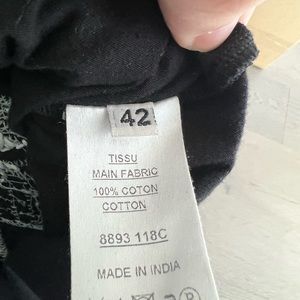 42
TISSU
MAIN FABRIC
100% COTON
COTTON
8893 118C
MADE IN INDIA